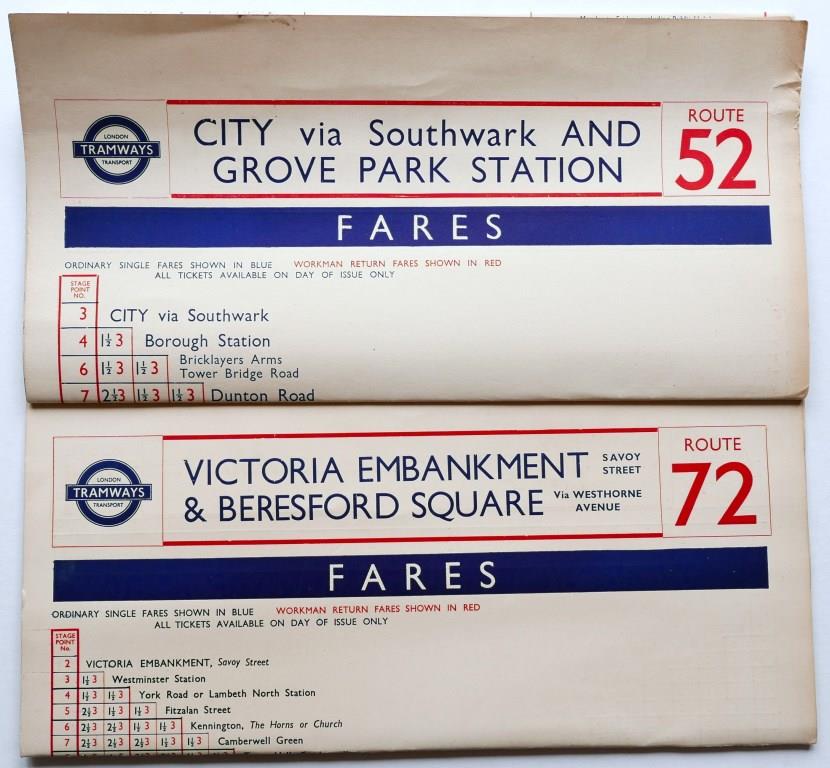 LONDON
TRAMWAYS
TRANSPORT
CITY via Southwark AND
GROVE PARK STATION
ROUTE
52
FARES
ORDINARY SINGLE FARES SHOWN IN BLUE WORKMAN RETURN FARES SHOWN IN RED
ALL TICKETS AVAILABLE ON DAY OF ISSUE ONLY
STAGE
POINT
NO.
3 CITY via Southwark
4 1½ 3 Borough Station
6 1½ 3 1½ 3 Bricklayers Arms
Tower Bridge Road
7 2½ 3 1½ 3 1½ 3 Dunton Road
LONDON
TRAMWAYS
TRANSPORT
VICTORIA EMBANKMENT SAVOY STREET
& BERESFORD SQUARE Via WESTHORNE AVENUE
ROUTE
72
FARES
ORDINARY SINGLE FARES SHOWN IN BLUE WORKMAN RETURN FARES SHOWN IN RED
ALL TICKETS AVAILABLE ON DAY OF ISSUE ONLY
STAGE
POINT
No.
2 VICTORIA EMBANKMENT, Savoy Street
3 1½ 3 Westminster Station
4 1½ 3 1½ 3 York Road or Lambeth North Station
5 2½ 3 1½ 3 1½ 3 Fitzalan Street
6 2½ 3 2½ 3 1½ 3 1½ 3 Kennington, The Horns or Church
7 2½ 3 2½ 3 2½ 3 1½ 3 1½ 3 Camberwell Green